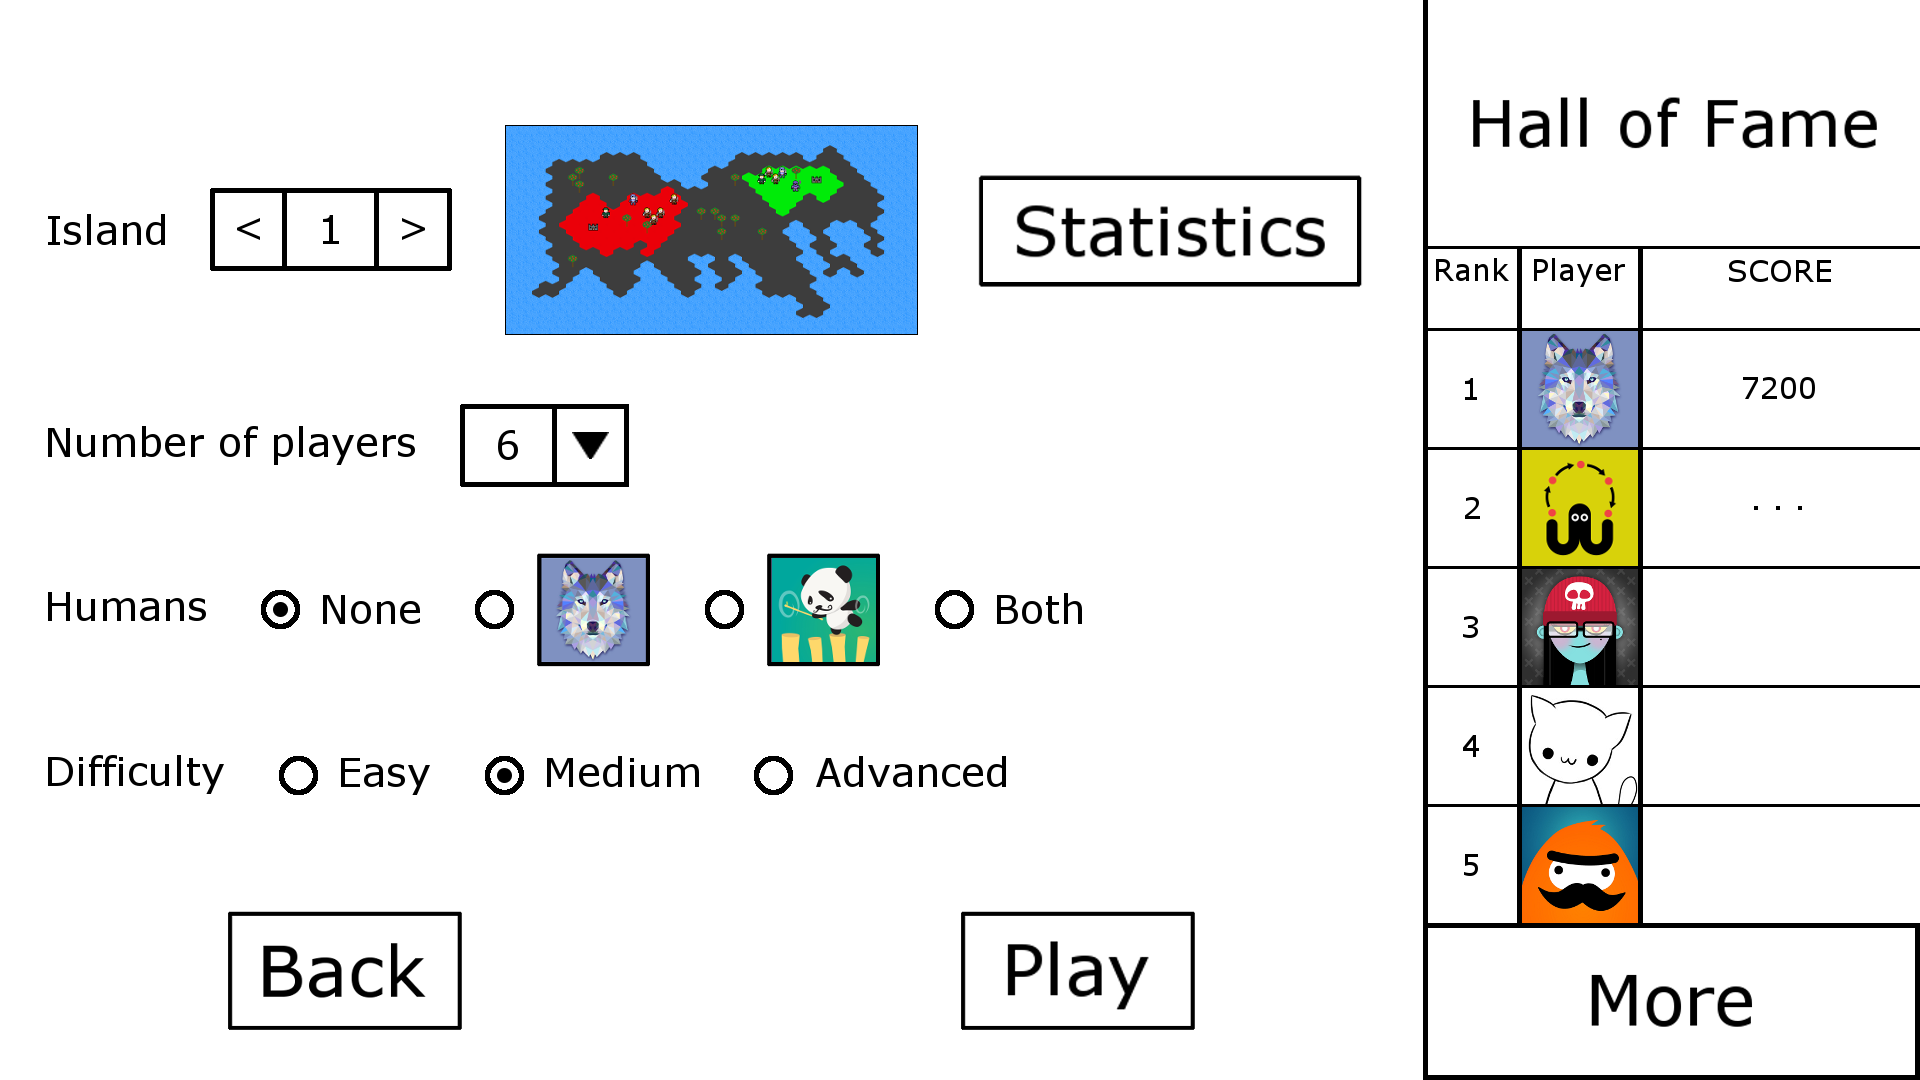 Island < 1 > Statistics
Number of players 6
Humans None Both
Difficulty Easy Medium Advanced
Back Play
Hall of Fame
Rank Player SCORE
1 7200
2 . . .
3
4
5
More